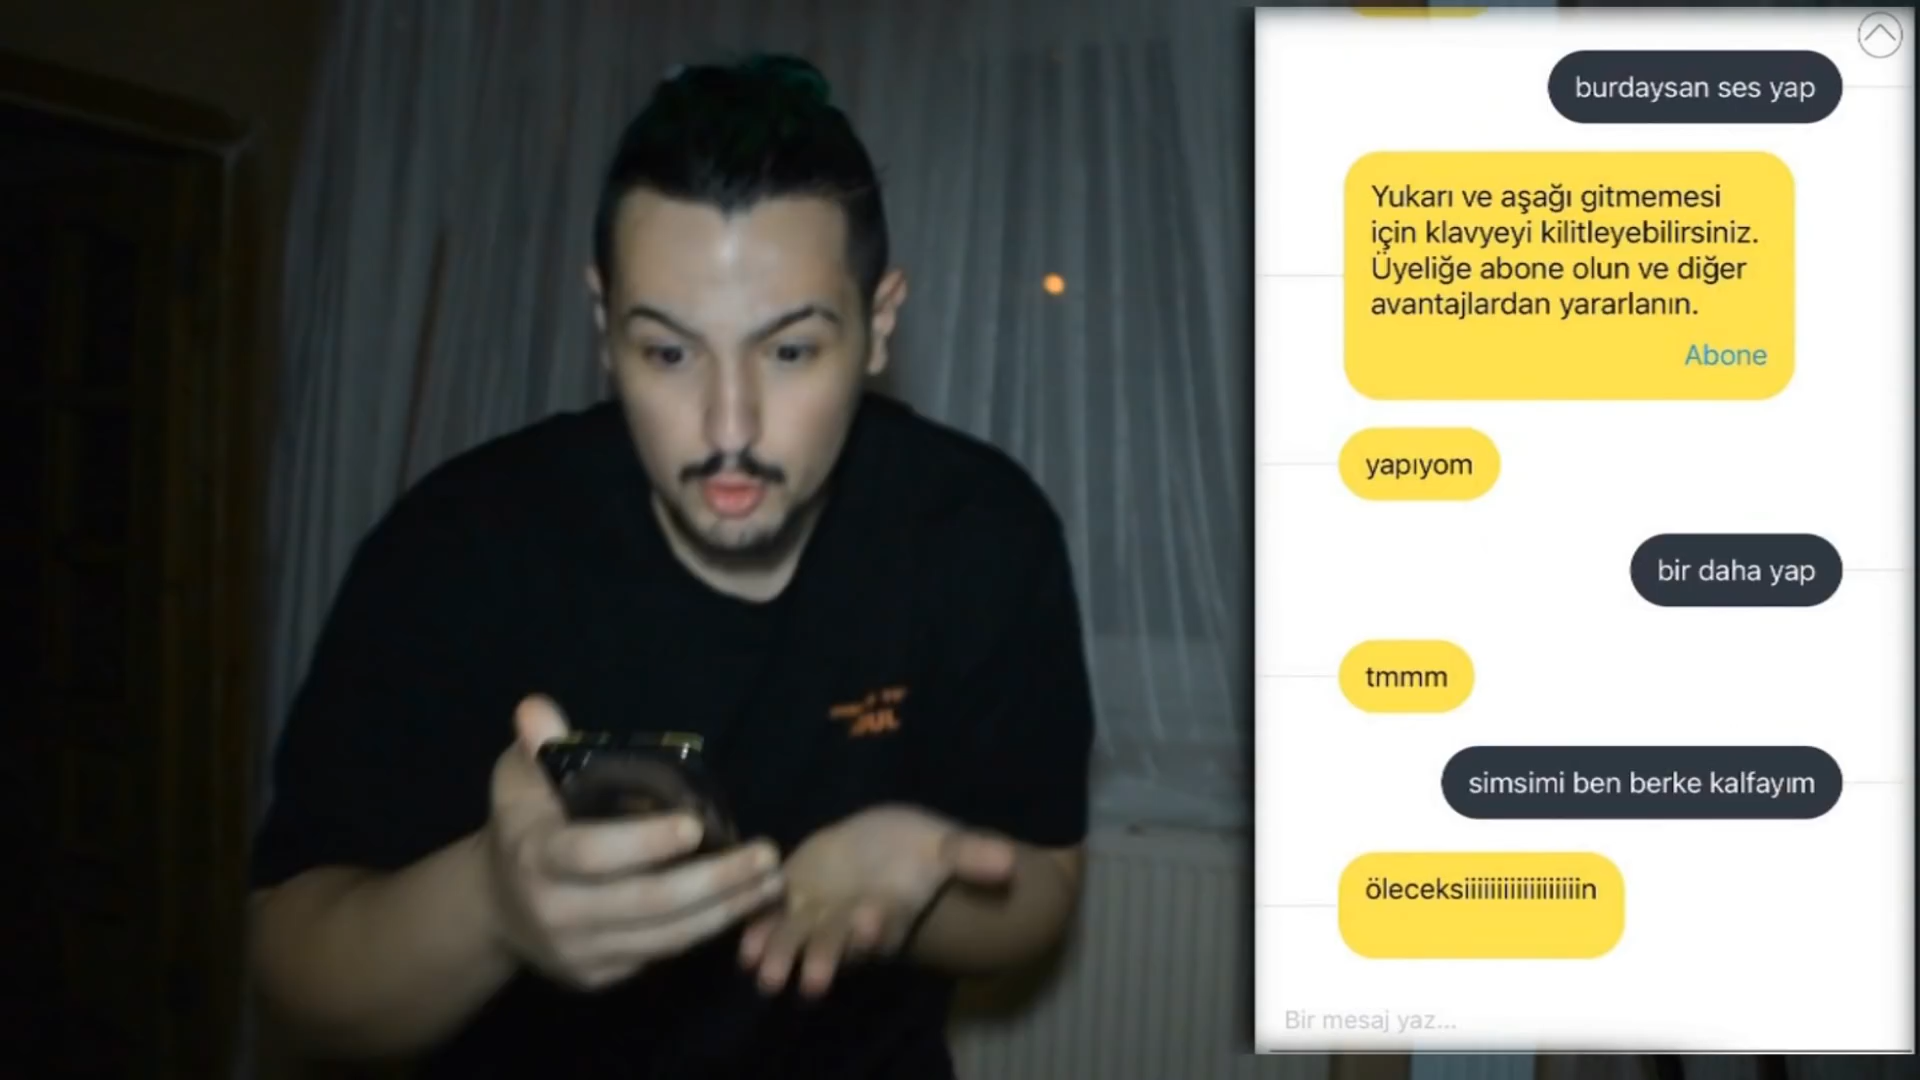 burdaysan ses yap
Yukarı ve aşağı gitmemesi
için klavyeyi kilitleyebilirsiniz.
Üyeliğe abone olun ve diğer
avantajlardan yararlanın.
Abone
yapıyom
bir daha yap
tmmm
simsimi ben berke kalfayım
öleceksiiiiiiiiiiiiiiiiiin
Bir mesaj yaz...